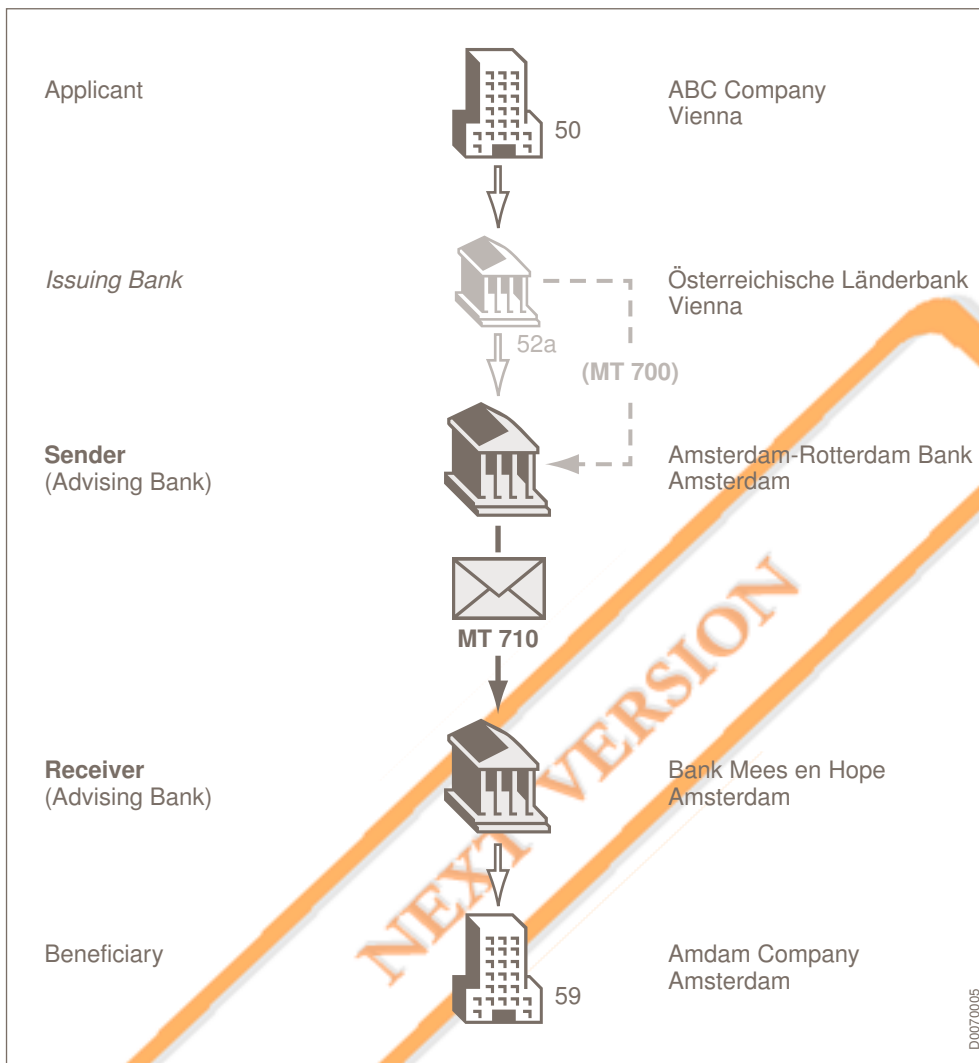 Applicant
50
ABC Company
Vienna
Issuing Bank
52a
(MT 700)
Österreichische Länderbank
Vienna
Sender
(Advising Bank)
Amsterdam-Rotterdam Bank
Amsterdam
MT 710
Receiver
(Advising Bank)
Bank Mees en Hope
Amsterdam
Beneficiary
59
Amdam Company
Amsterdam
NEXT VERSION
D0070005